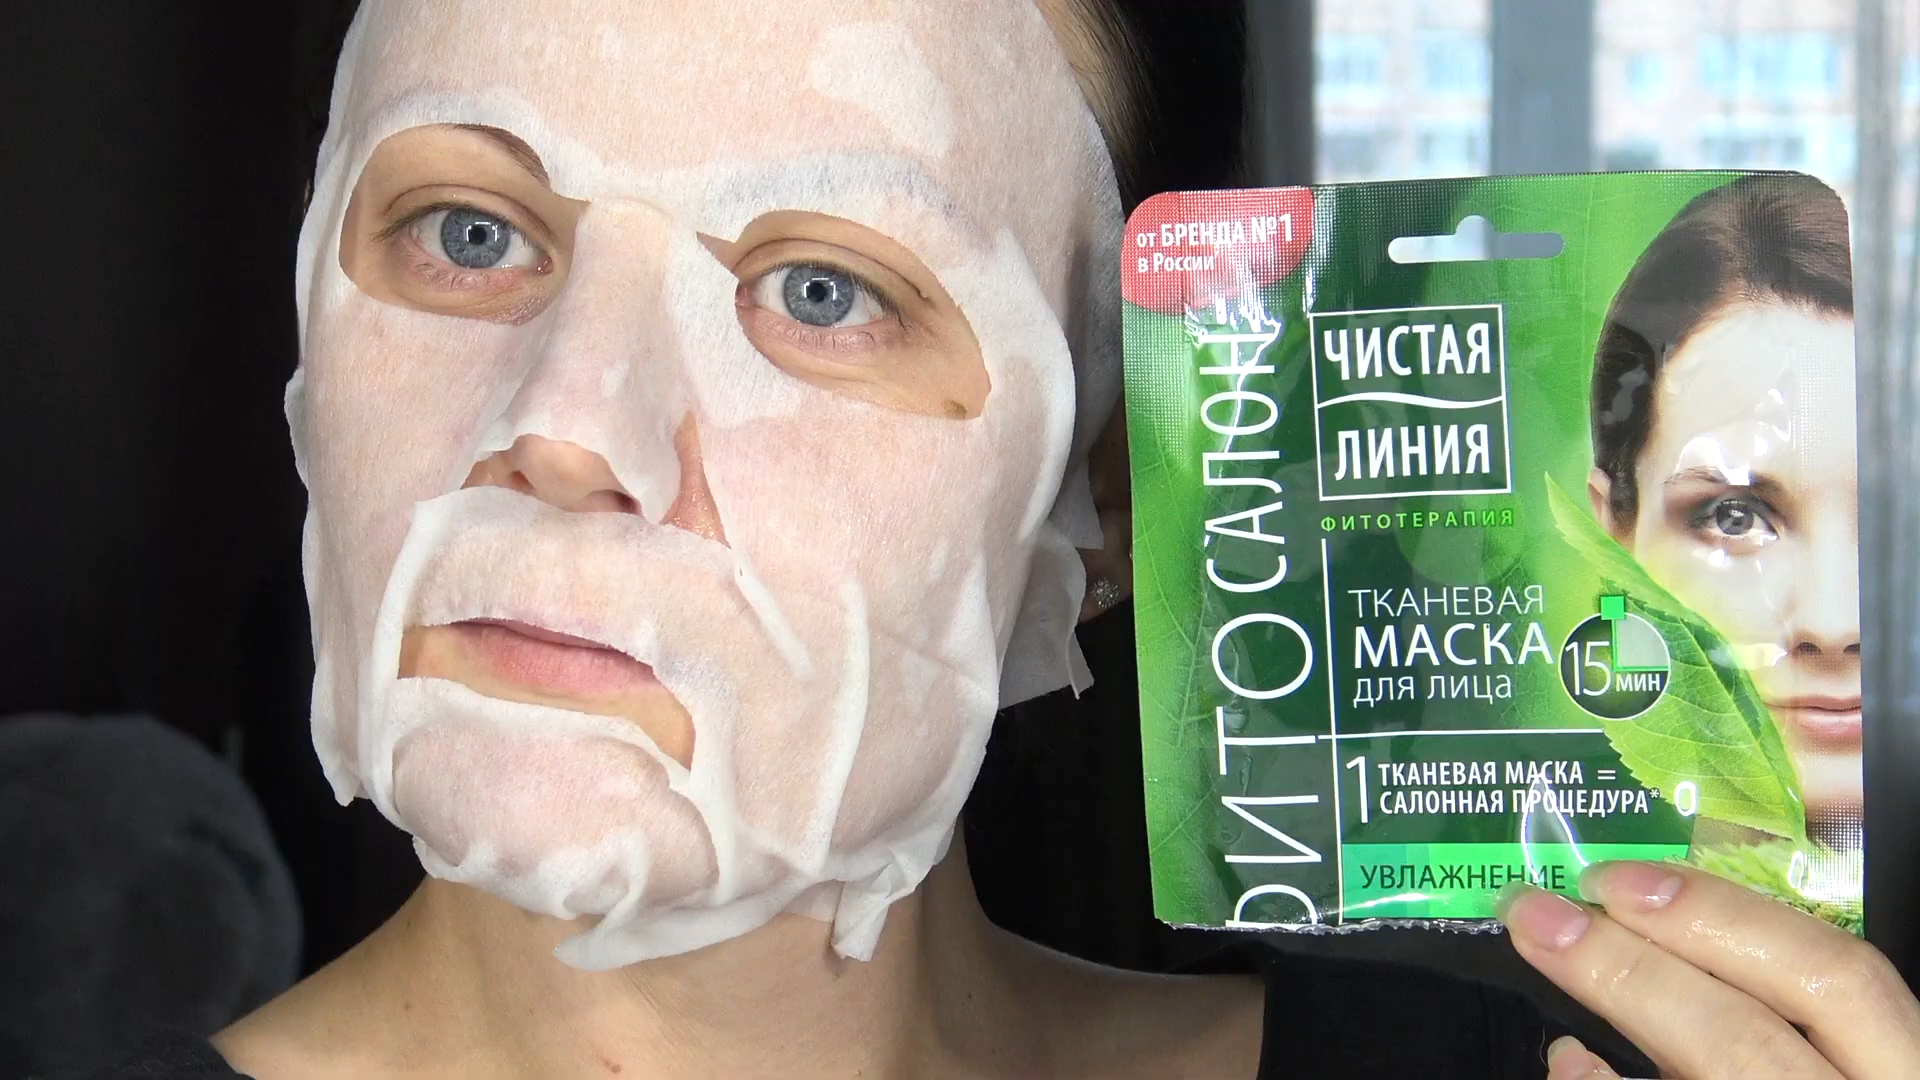 от БРЕНДА №1
в России*
ФИТОСАЛОН
ЧИСТАЯ
ЛИНИЯ
ФИТОТЕРАПИЯ
ТКАНЕВАЯ
МАСКА
для лица
15
мин
1 ТКАНЕВАЯ МАСКА =
САЛОННАЯ ПРОЦЕДУРА*
УВЛАЖНЕНИЕ